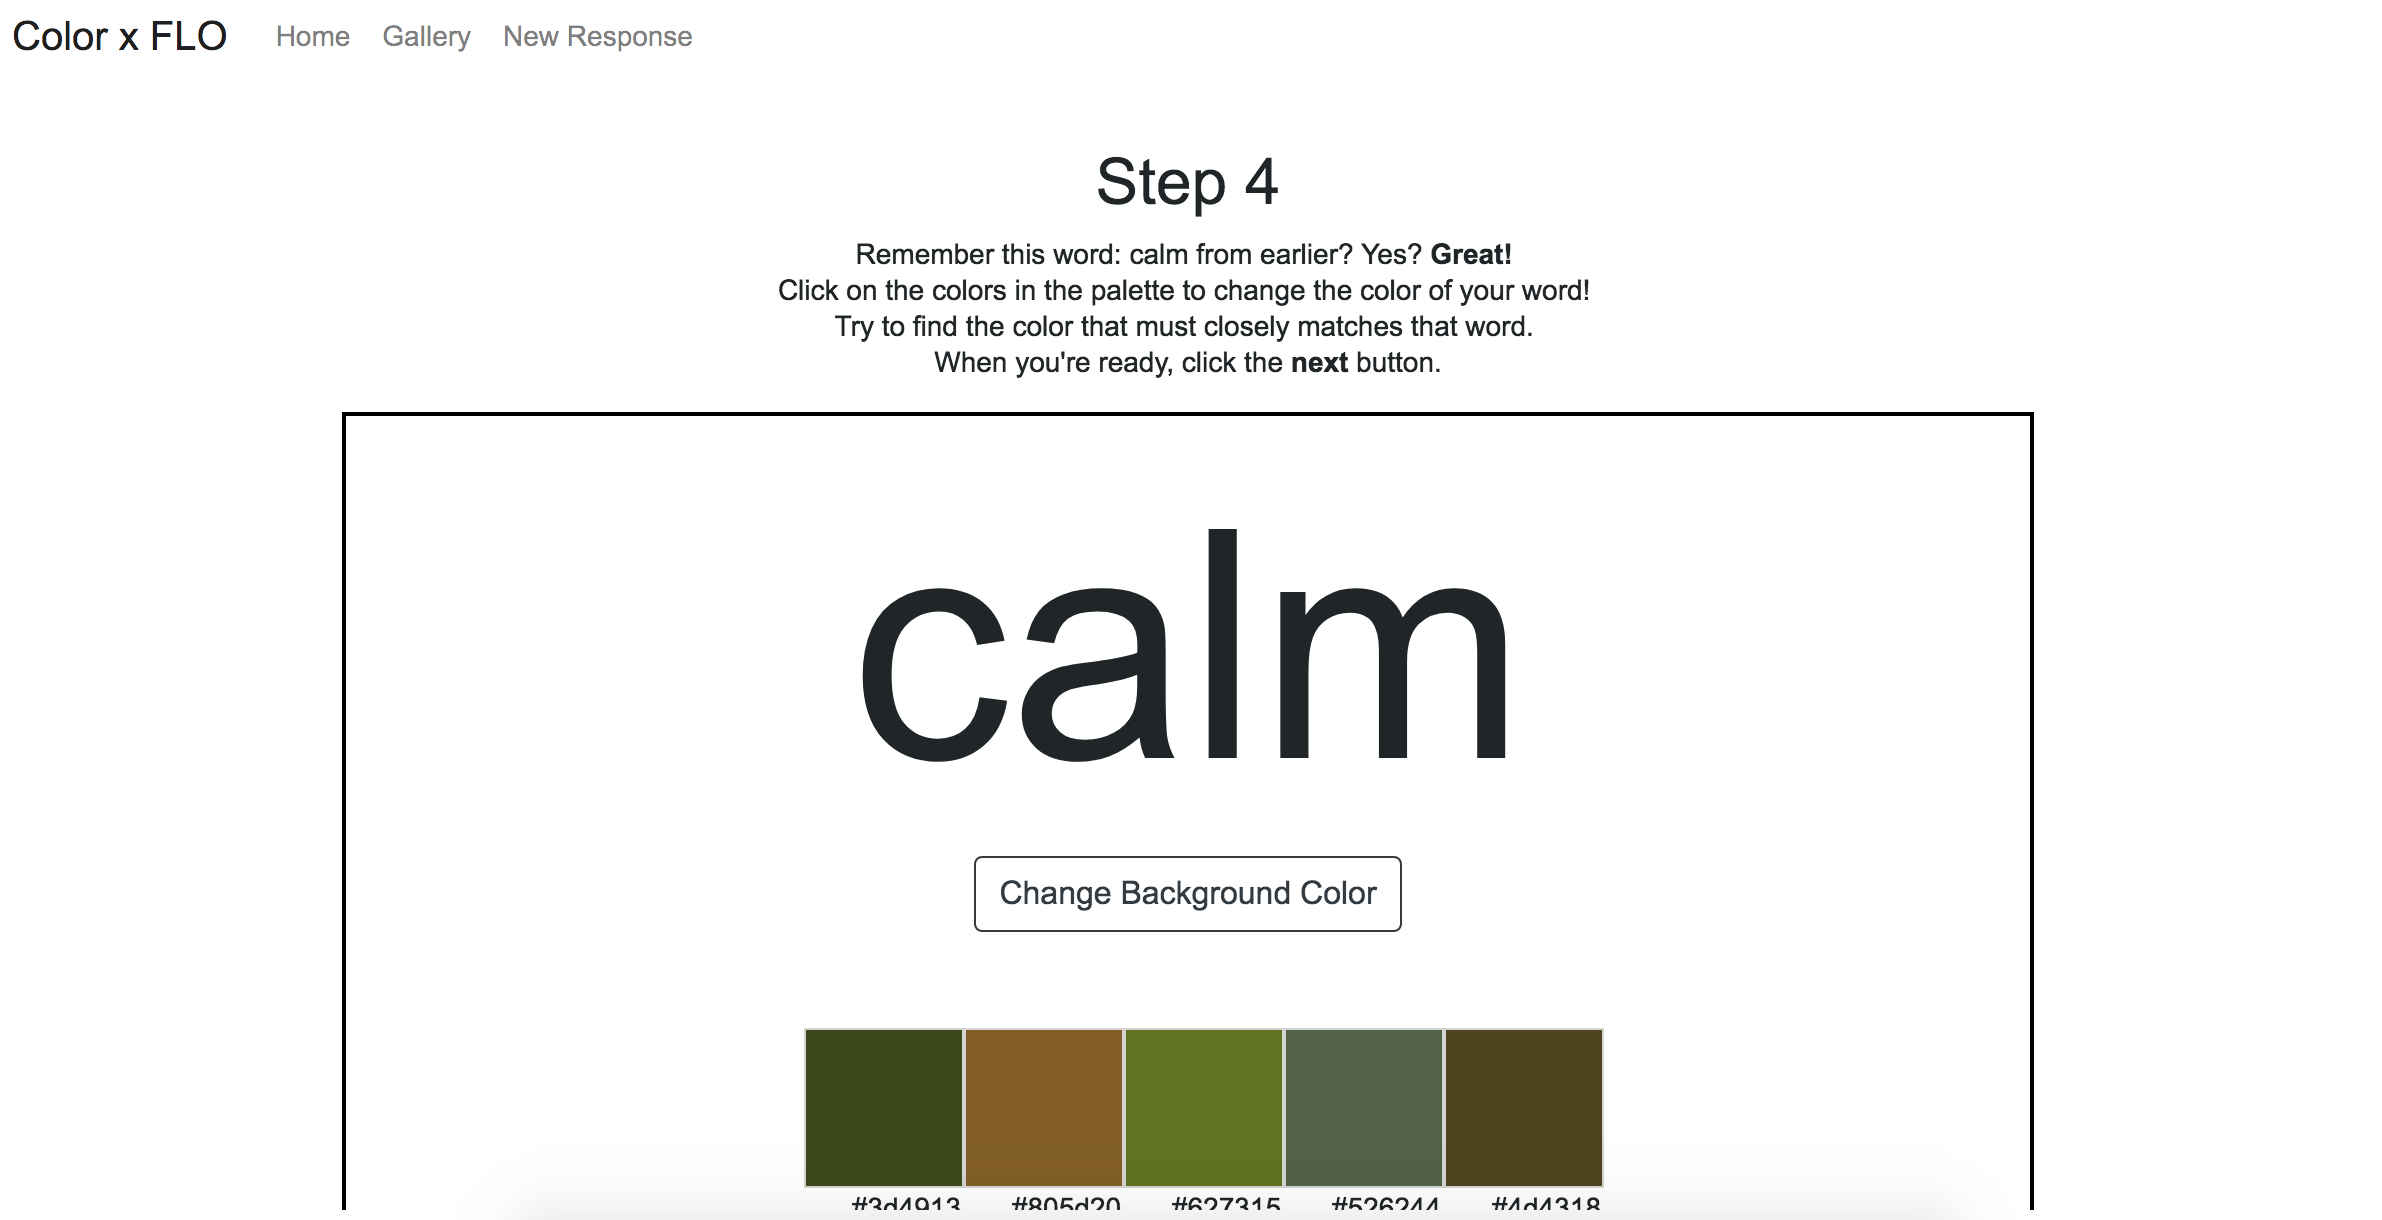 Color x FLO Home Gallery New Response
Step 4
Remember this word: calm from earlier? Yes? Great!
Click on the colors in the palette to change the color of your word!
Try to find the color that must closely matches that word.
When you're ready, click the next button.
calm
Change Background Color
#3d4913 #805d20 #627315 #526244 #4d4318